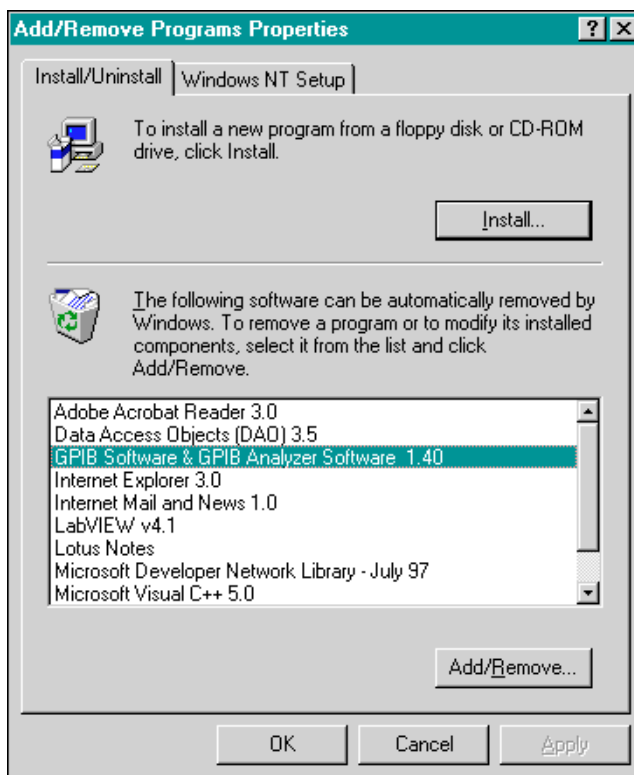 Add/Remove Programs Properties
?
Install/Uninstall
Windows NT Setup
To install a new program from a floppy disk or CD-ROM
drive, click Install.
Install...
The following software can be automatically removed by
Windows. To remove a program or to modify its installed
components, select it from the list and click
Add/Remove.
Adobe Acrobat Reader 3.0
Data Access Objects (DAO) 3.5
GPIB Software & GPIB Analyzer Software  1.40
Internet Explorer 3.0
Internet Mail and News 1.0
LabVIEW v4.1
Lotus Notes
Microsoft Developer Network Library - July 97
Microsoft Visual C++ 5.0
Add/Remove...
OK
Cancel
Apply